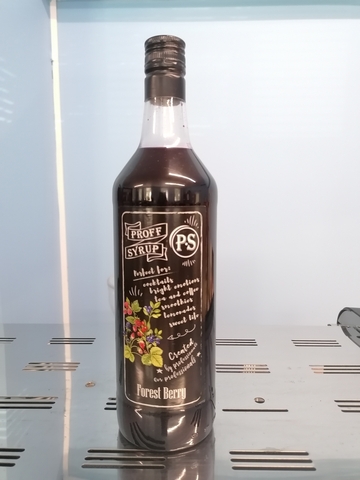 PROFF
SYRUP
P·S
Perfect for:
cocktails
bright emotions
tea and coffee
smoothies
lemonades
sweet life
Created
by professionals
for professionals
Forest Berry